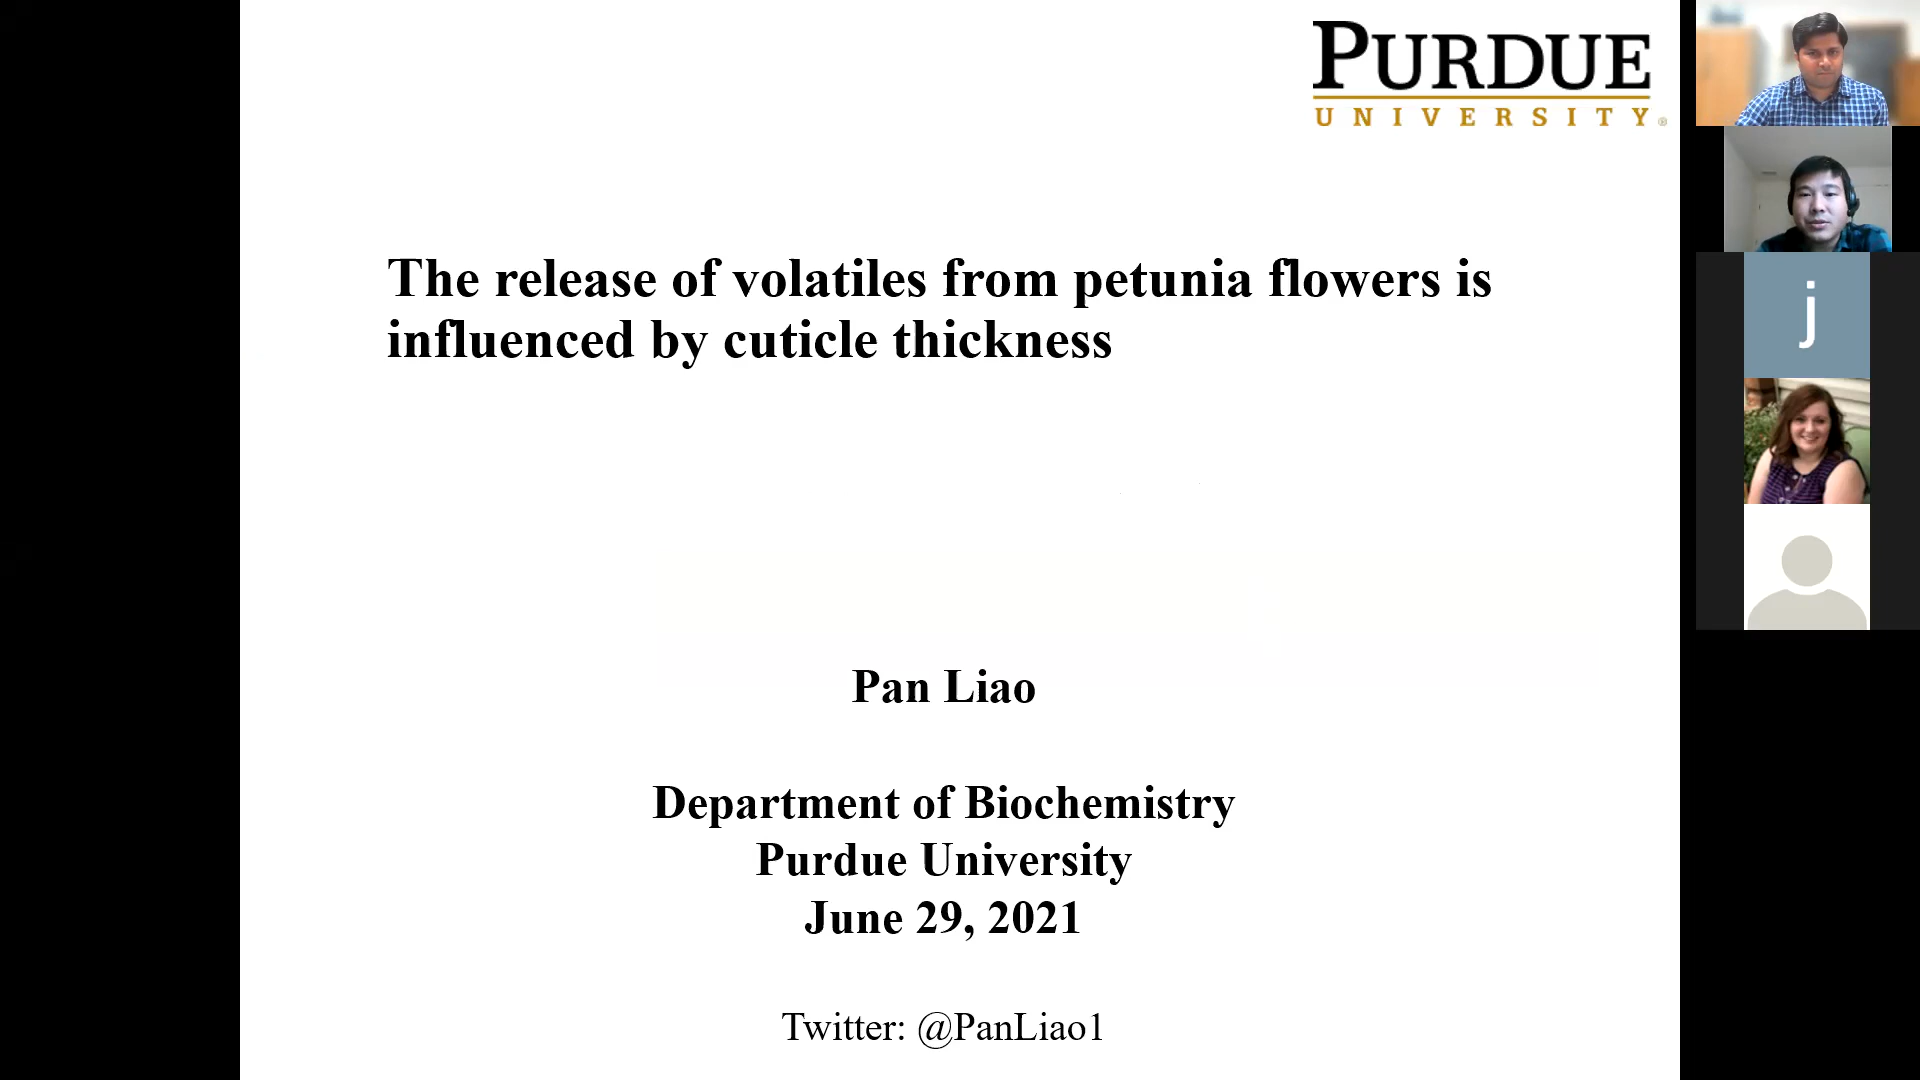 PURDUE
UNIVERSITY®
The release of volatiles from petunia flowers is
influenced by cuticle thickness
Pan Liao
Department of Biochemistry
Purdue University
June 29, 2021
Twitter: @PanLiao1
j